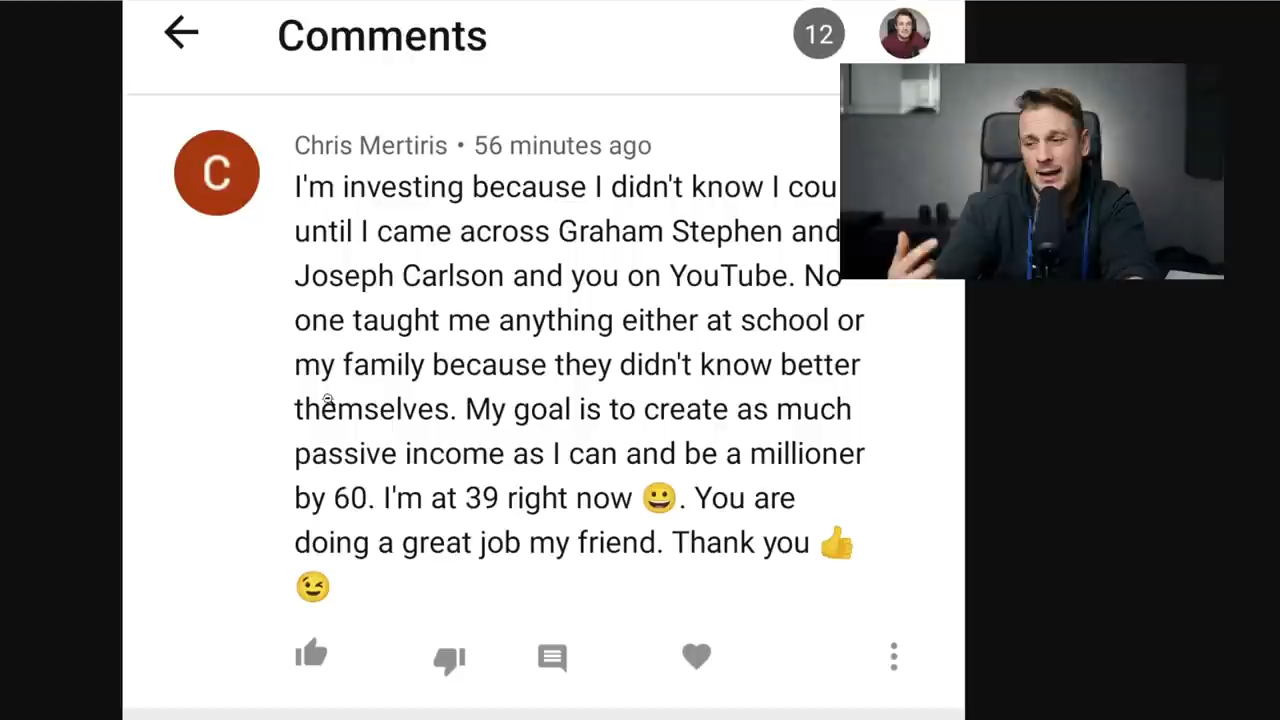 Comments
12
C
Chris Mertiris • 56 minutes ago
I'm investing because I didn't know I cou
until I came across Graham Stephen and
Joseph Carlson and you on YouTube. No
one taught me anything either at school or
my family because they didn't know better
themselves. My goal is to create as much
passive income as I can and be a millioner
by 60. I'm at 39 right now 😀. You are
doing a great job my friend. Thank you 👍
😉